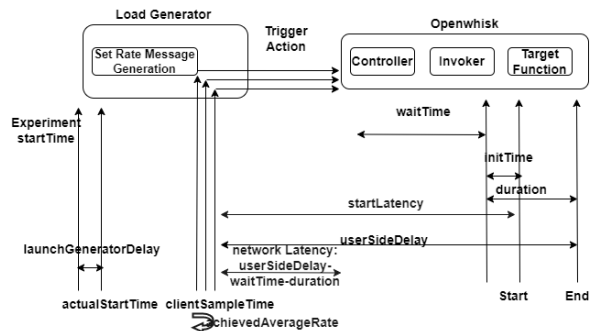 Load Generator
Openwhisk
Trigger
Action
Set Rate Message
Generation
Controller
Invoker
Target
Function
Experiment
startTime
waitTime
initTime
duration
startLatency
userSideDelay
launchGeneratorDelay
network Latency:
userSideDelay-
waitTime-duration
actualStartTime
clientSampleTime
Start
End
achievedAverageRate